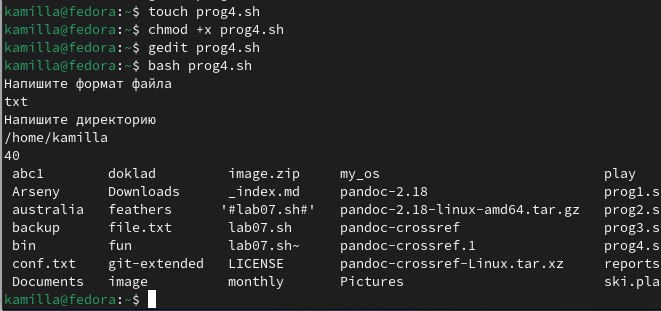 kamilla@fedora:~$ touch prog4.sh
kamilla@fedora:~$ chmod +x prog4.sh
kamilla@fedora:~$ gedit prog4.sh
kamilla@fedora:~$ bash prog4.sh
Напишите формат файла
txt
Напишите директорию
/home/kamilla
40
abc1 doklad image.zip my_os play
Arseny Downloads _index.md pandoc-2.18 prog1.s
australia feathers '#lab07.sh#' pandoc-2.18-linux-amd64.tar.gz prog2.s
backup file.txt lab07.sh pandoc-crossref prog3.s
bin fun lab07.sh~ pandoc-crossref.1 prog4.s
conf.txt git-extended LICENSE pandoc-crossref-Linux.tar.xz reports
Documents image monthly Pictures ski.pla
kamilla@fedora:~$